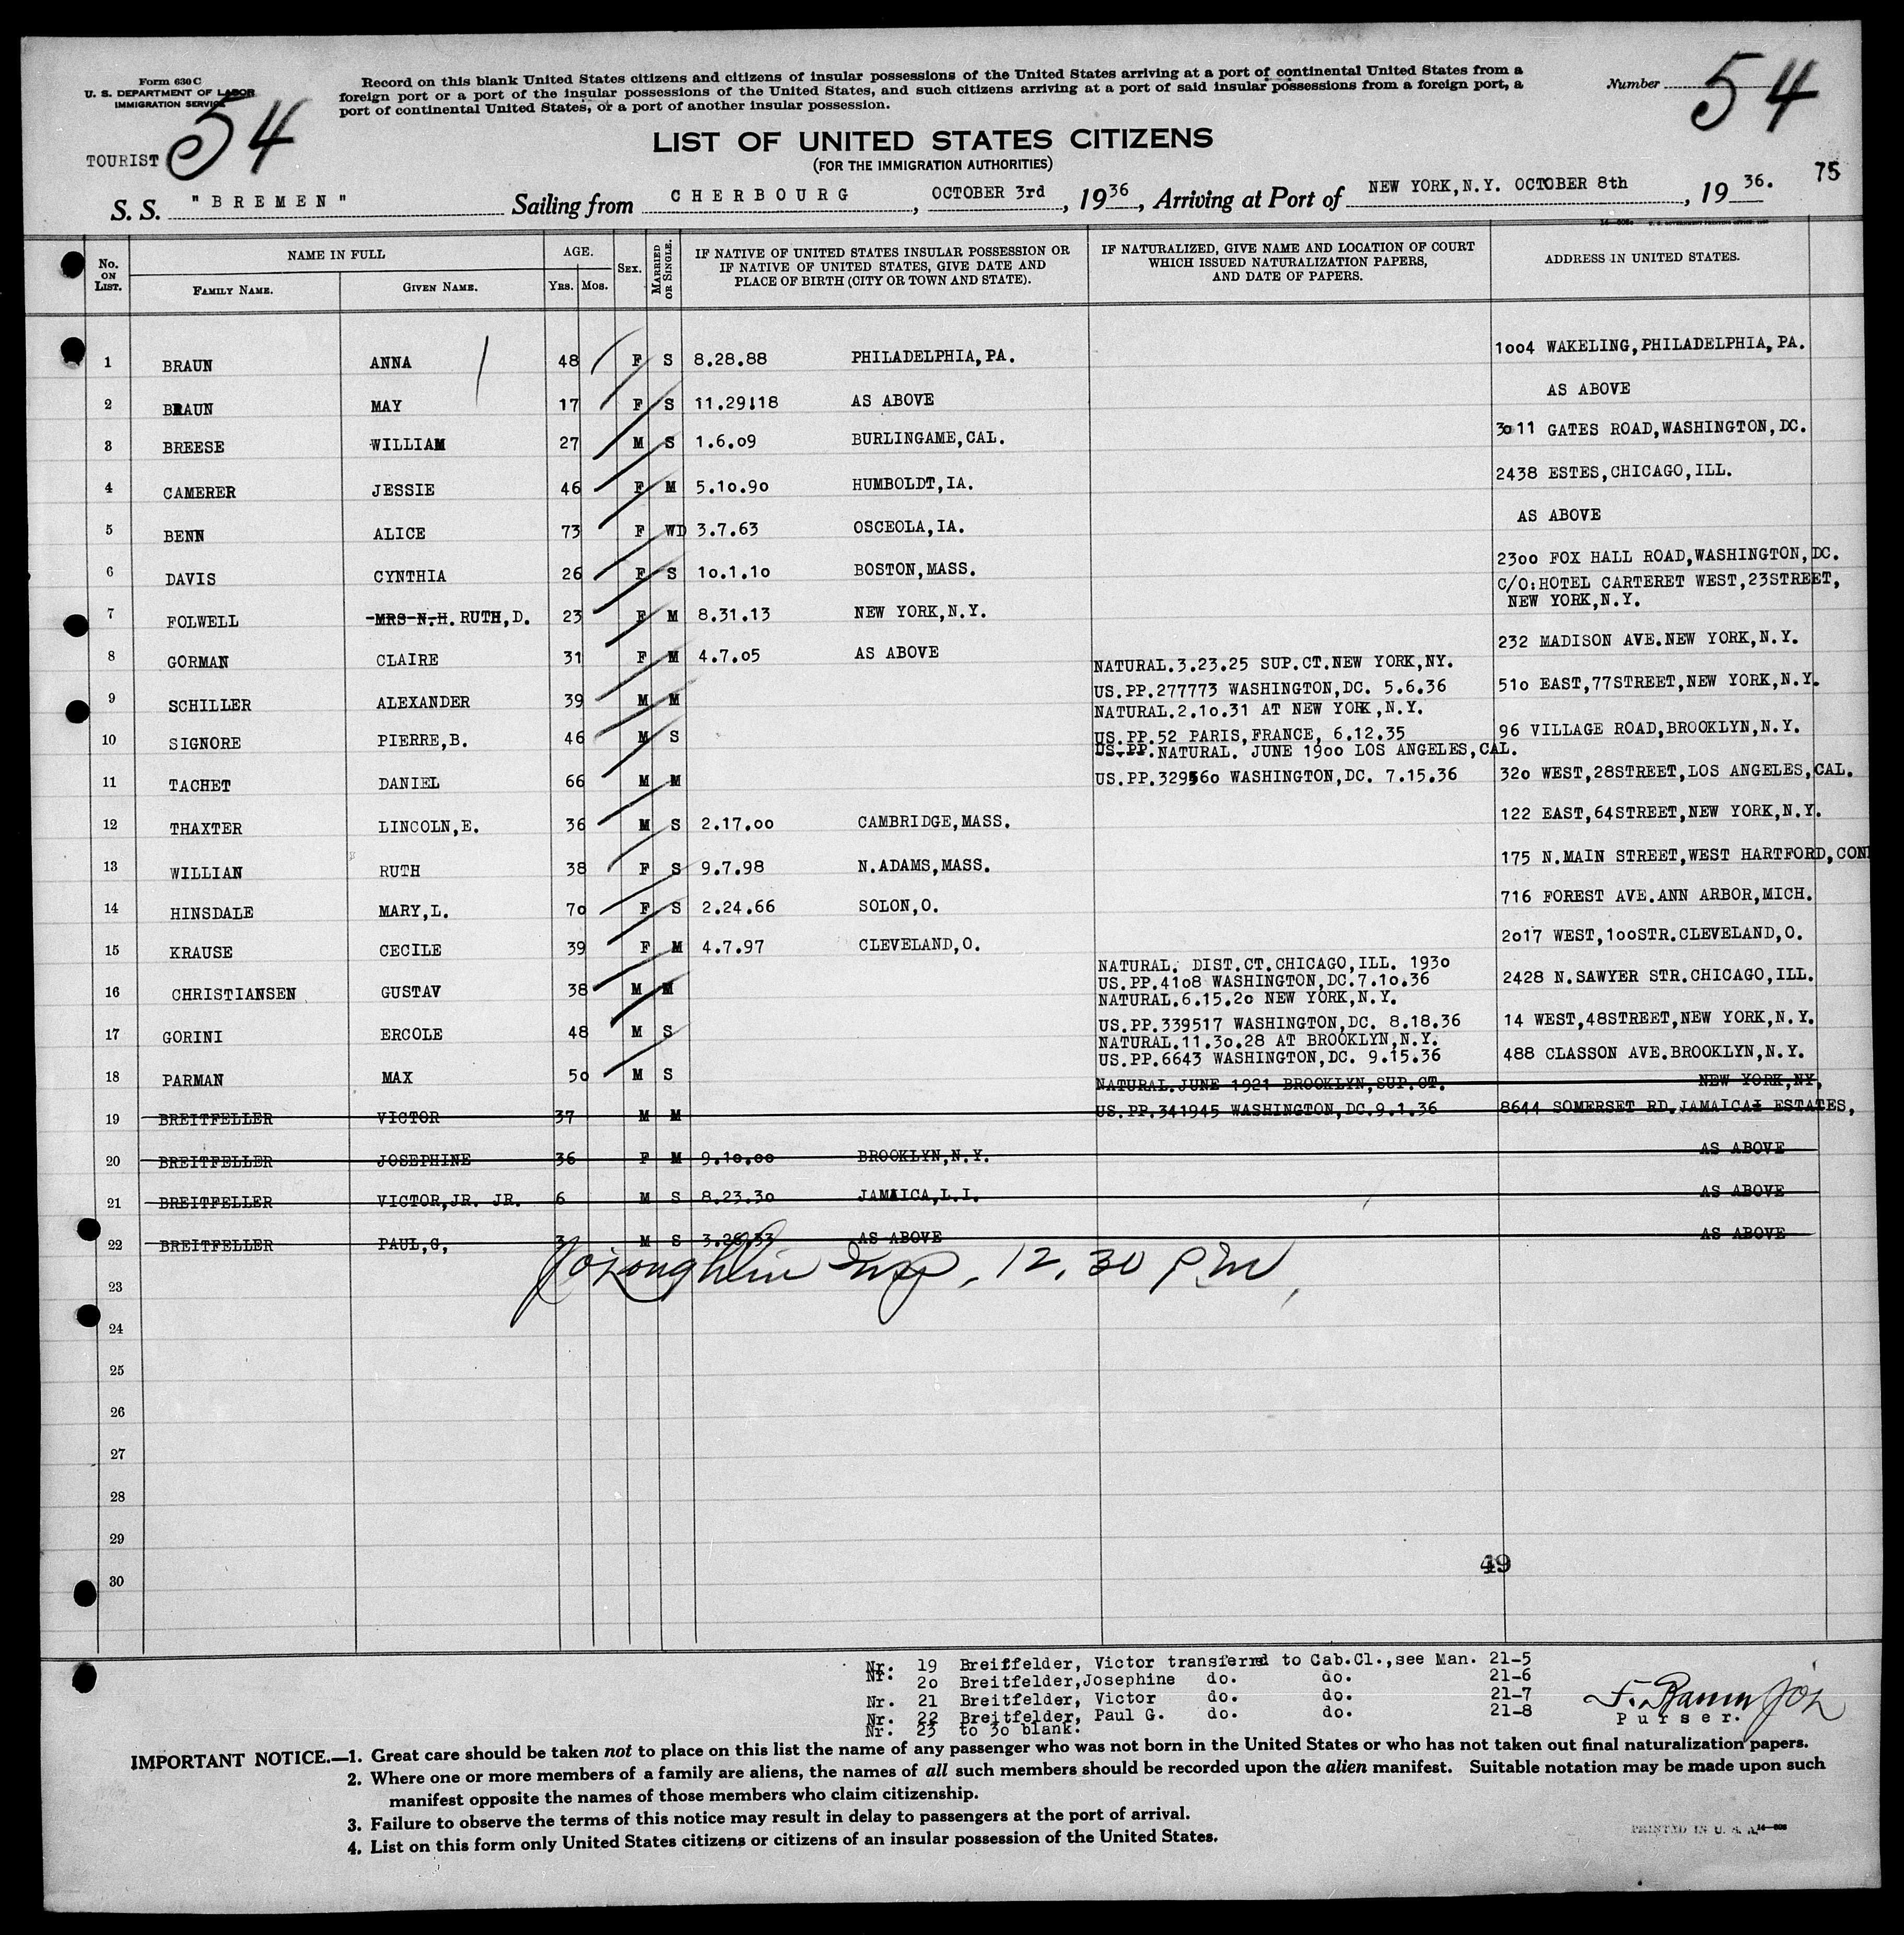 Form 630 C
U. S. DEPARTMENT OF LABOR
IMMIGRATION SERVICE
54
TOURIST
Record on this blank United States citizens and citizens of insular possessions of the United States arriving at a port of continental United States from a
foreign port or a port of the insular possessions of the United States, and such citizens arriving at a port of said insular possessions from a foreign port, a
port of continental United States, or a port of another insular possession.
Number 54
LIST OF UNITED STATES CITIZENS
(FOR THE IMMIGRATION AUTHORITIES)
75
S. S. "BREMEN" Sailing from CHERBOURG, OCTOBER 3rd, 1936, Arriving at Port of NEW YORK,N.Y. OCTOBER 8th, 1936.
No. ON LIST. NAME IN FULL FAMILY NAME. GIVEN NAME. AGE. YRS. MOS. SEX. MARRIED OR SINGLE. IF NATIVE OF UNITED STATES INSULAR POSSESSION OR IF NATIVE OF UNITED STATES, GIVE DATE AND PLACE OF BIRTH (CITY OR TOWN AND STATE). IF NATURALIZED, GIVE NAME AND LOCATION OF COURT WHICH ISSUED NATURALIZATION PAPERS, AND DATE OF PAPERS. ADDRESS IN UNITED STATES.
1 BRAUN ANNA 48 F S 8.28.88 PHILADELPHIA,PA. 1004 WAKELING,PHILADELPHIA,PA.
2 BRAUN MAY 17 F S 11.29.18 AS ABOVE AS ABOVE
3 BREESE WILLIAM 27 M S 1.6.09 BURLINGAME,CAL. 3011 GATES ROAD,WASHINGTON,DC.
4 CAMERER JESSIE 46 F M 5.10.90 HUMBOLDT,IA. 2438 ESTES,CHICAGO,ILL.
5 BENN ALICE 73 F WD 3.7.63 OSCEOLA,IA. AS ABOVE
6 DAVIS CYNTHIA 26 F S 10.1.10 BOSTON,MASS. 2300 FOX HALL ROAD,WASHINGTON,DC.
C/O:HOTEL CARTERET WEST,23STREET,
7 FOLWELL MRS N.H. RUTH,D. 23 F M 8.31.13 NEW YORK,N.Y. NEW YORK,N.Y.
8 GORMAN CLAIRE 31 F M 4.7.05 AS ABOVE 232 MADISON AVE.NEW YORK,N.Y.
NATURAL.3.23.25 SUP.CT.NEW YORK,NY.
9 SCHILLER ALEXANDER 39 M M US.PP.277773 WASHINGTON,DC. 5.6.36 510 EAST,77STREET,NEW YORK,N.Y.
NATURAL.2.10.31 AT NEW YORK,N.Y.
10 SIGNORE PIERRE,B. 46 M S US.PP.52 PARIS,FRANCE, 6.12.35 96 VILLAGE ROAD,BROOKLYN,N.Y.
US.PP.NATURAL. JUNE 1900 LOS ANGELES,CAL.
11 TACHET DANIEL 66 M M US.PP.329560 WASHINGTON,DC. 7.15.36 320 WEST,28STREET,LOS ANGELES,CAL.
12 THAXTER LINCOLN,E. 36 M S 2.17.00 CAMBRIDGE,MASS. 122 EAST,64STREET,NEW YORK,N.Y.
13 WILLIAN RUTH 38 F S 9.7.98 N.ADAMS,MASS. 175 N.MAIN STREET,WEST HARTFORD,CON
14 HINSDALE MARY,L. 70 F S 2.24.66 SOLON,O. 716 FOREST AVE.ANN ARBOR,MICH.
15 KRAUSE CECILE 39 F M 4.7.97 CLEVELAND,O. 2017 WEST,100STR.CLEVELAND,O.
NATURAL. DIST.CT.CHICAGO,ILL. 1930
16 CHRISTIANSEN GUSTAV 38 M M US.PP.4108 WASHINGTON,DC.7.10.36 2428 N.SAWYER STR.CHICAGO,ILL.
NATURAL.6.15.20 NEW YORK,N.Y.
17 GORINI ERCOLE 48 M S US.PP.339517 WASHINGTON,DC. 8.18.36 14 WEST,48STREET,NEW YORK,N.Y.
NATURAL.11.30.28 AT BROOKLYN,N.Y.
18 PARMAN MAX 50 M S US.PP.6643 WASHINGTON,DC. 9.15.36 488 CLASSON AVE.BROOKLYN,N.Y.
NATURAL.JUNE 1921 BROOKLYN,SUP.CT. NEW YORK,NY,
19 BREITFELLER VICTOR 37 M M US.PP.341945 WASHINGTON,DC.9.1.36 8644 SOMERSET RD.JAMAICA ESTATES,
20 BREITFELLER JOSEPHINE 36 F M 9.10.00 BROOKLYN,N.Y. AS ABOVE
21 BREITFELLER VICTOR,JR. JR. 6 M S 8.23.30 JAMAICA,L.I. AS ABOVE
22 BREITFELLER PAUL,G, 3 M S 3.26.33 AS ABOVE AS ABOVE
23 Insp. 12.30 PM
24
25
26
27
28
29
30
49
Nr. 19 Breiffelder, Victor transferred to Cab.Cl.,see Man. 21-5
Nr. 20 Breitfelder,Josephine do. do. 21-6
Nr. 21 Breitfelder, Victor do. do. 21-7
Nr. 22 Breitfelder, Paul G. do. do. 21-8
Nr. 23 to 30 blank.
Purser.
IMPORTANT NOTICE.—1. Great care should be taken not to place on this list the name of any passenger who was not born in the United States or who has not taken out final naturalization papers.
2. Where one or more members of a family are aliens, the names of all such members should be recorded upon the alien manifest. Suitable notation may be made upon such
manifest opposite the names of those members who claim citizenship.
3. Failure to observe the terms of this notice may result in delay to passengers at the port of arrival.
4. List on this form only United States citizens or citizens of an insular possession of the United States.
PRINTED IN U. S. A.